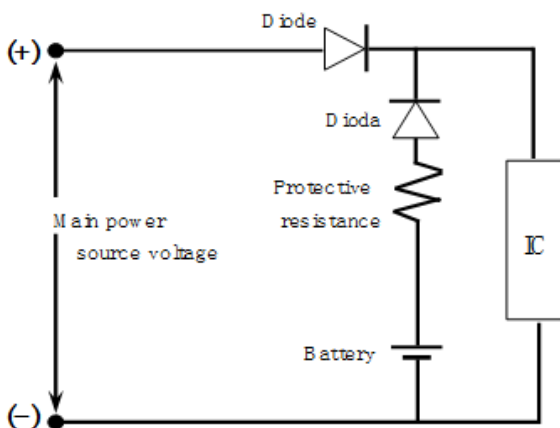 Diode
(+)
Dioda
Protective
resistance
Main power
source voltage
IC
Battery
(−)